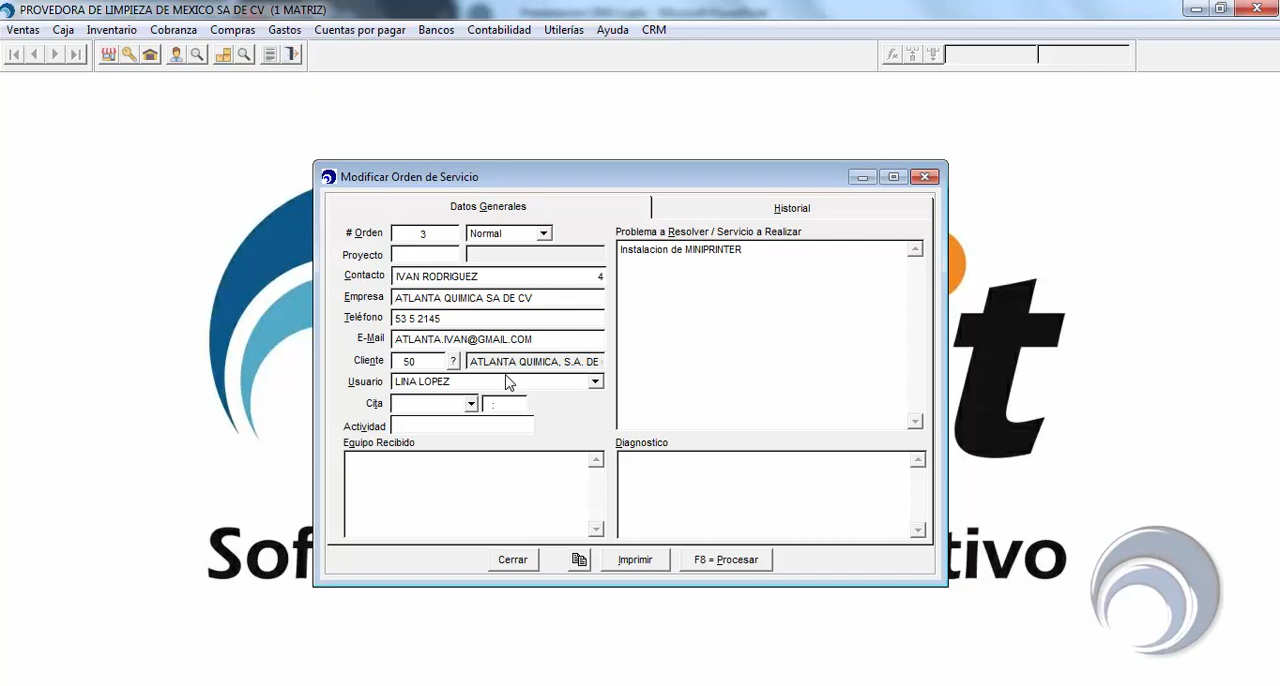 PROVEDORA DE LIMPIEZA DE MEXICO SA DE CV (1 MATRIZ)
Ventas Caja Inventario Cobranza Compras Gastos Cuentas por pagar Bancos Contabilidad Utilerías Ayuda CRM
Modificar Orden de Servicio
Datos Generales Historial
# Orden 3 Normal
Proyecto
Contacto IVAN RODRIGUEZ 4
Empresa ATLANTA QUIMICA SA DE CV
Teléfono 53 5 2145
E-Mail ATLANTA.IVAN@GMAIL.COM
Cliente 50 ? ATLANTA QUIMICA, S.A. DE
Usuario LINA LOPEZ
Cita :
Actividad
Equipo Recibido
Problema a Resolver / Servicio a Realizar
Instalacion de MINIPRINTER
Diagnostico
Cerrar Imprimir F8 = Procesar
it
Sof tivo